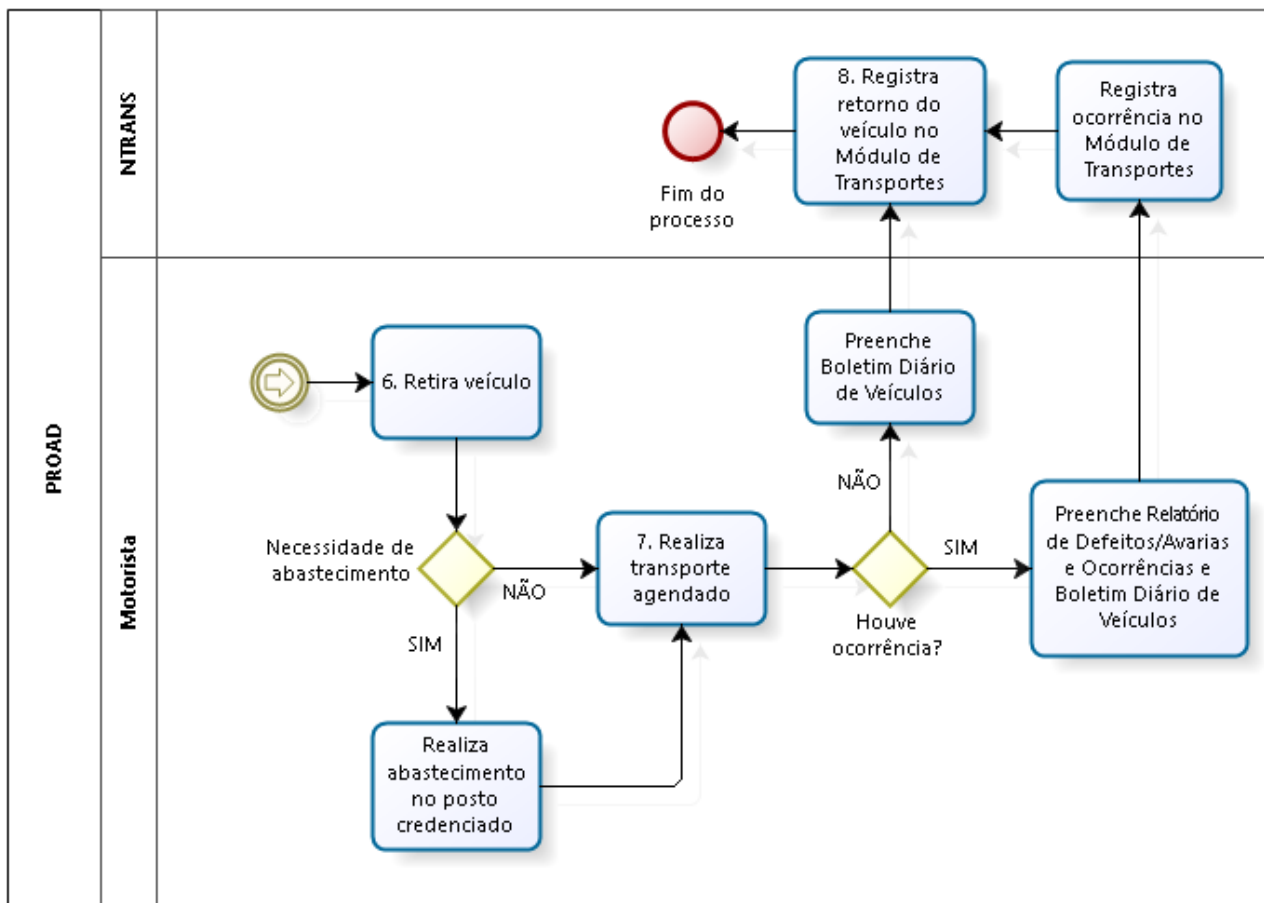 PROAD
NTRANS
Fim do
processo
8. Registra
retorno do
veículo no
Módulo de
Transportes
Registra
ocorrência no
Módulo de
Transportes
Motorista
6. Retira veículo
Necessidade de
abastecimento
NÃO
SIM
Realiza
abastecimento
no posto
credenciado
7. Realiza
transporte
agendado
Houve
ocorrência?
NÃO
Preenche
Boletim Diário
de Veículos
SIM
Preenche Relatório
de Defeitos/Avarias
e Ocorrências e
Boletim Diário de
Veículos